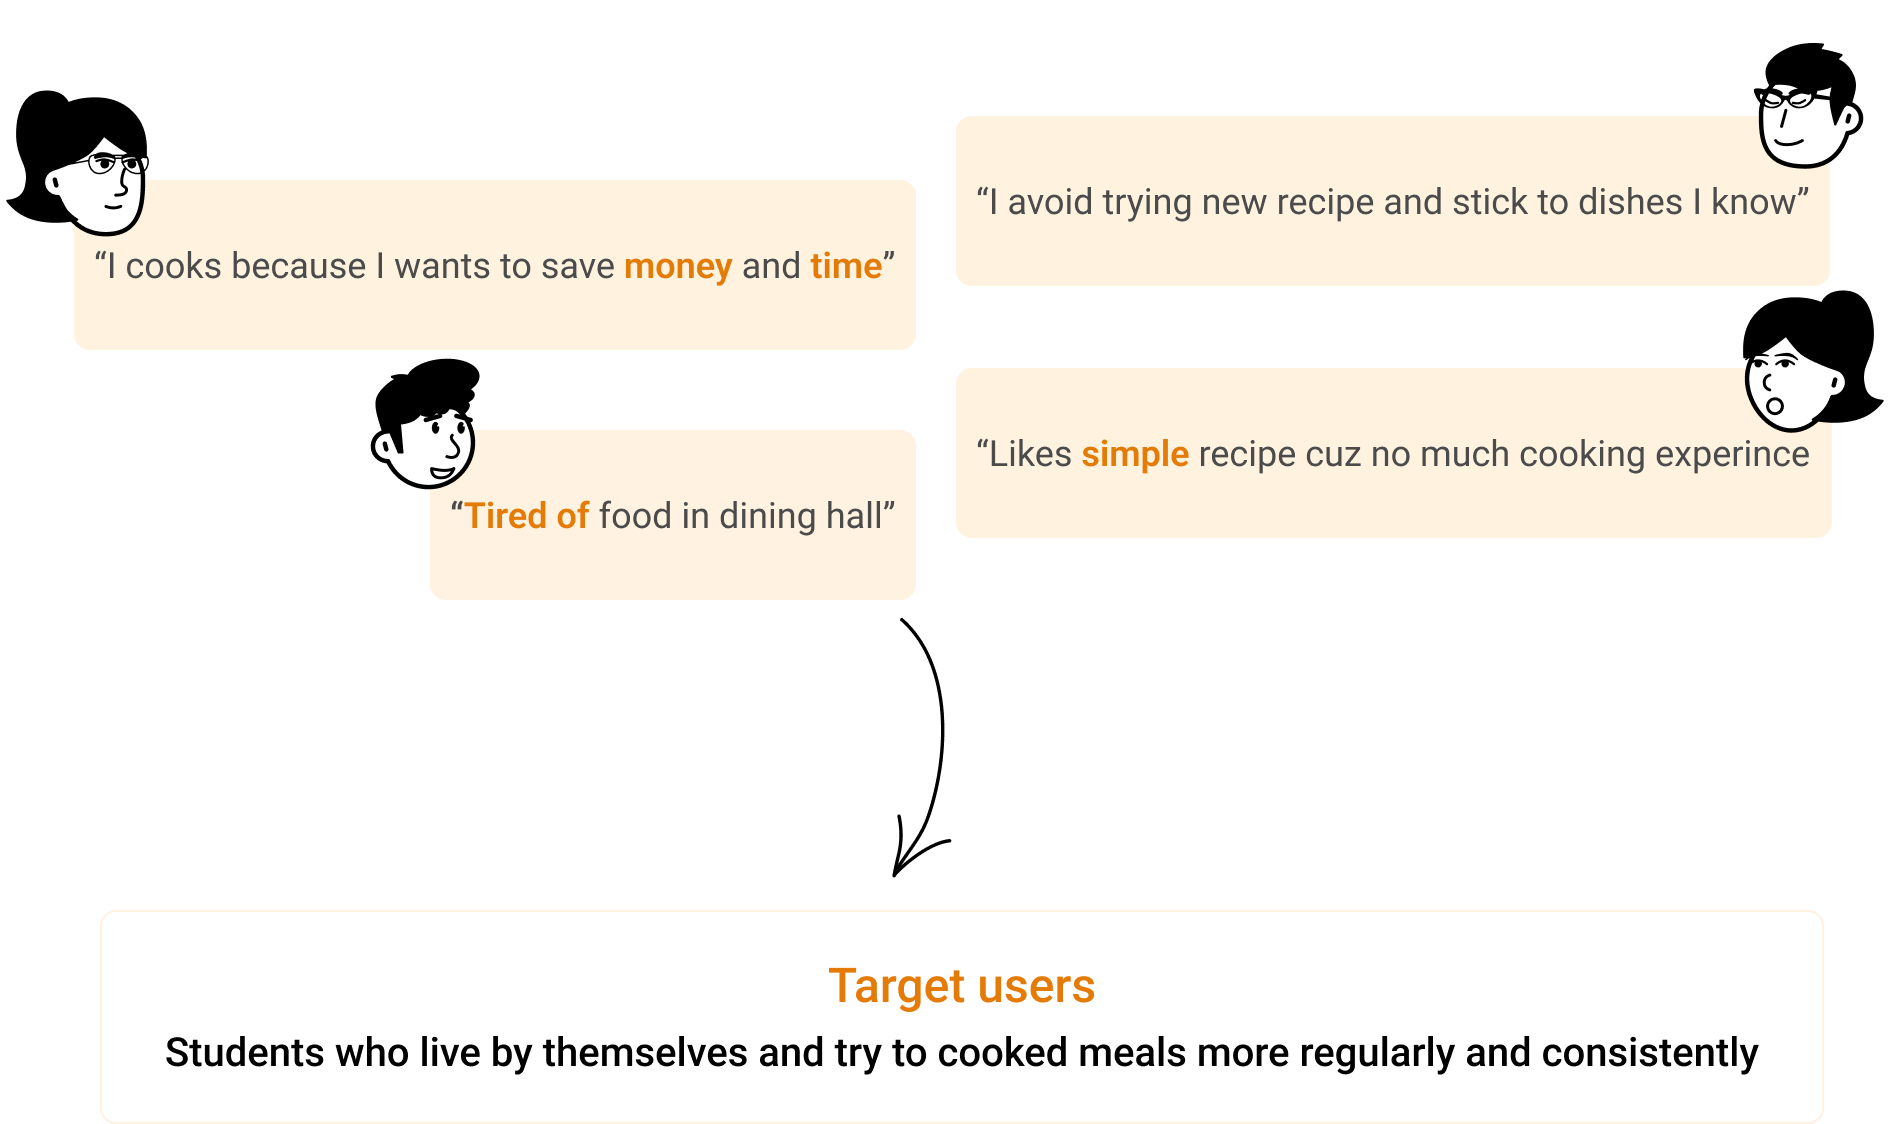 “I cooks because I wants to save money and time”
“I avoid trying new recipe and stick to dishes I know”
“Tired of food in dining hall”
“Likes simple recipe cuz no much cooking experince
Target users
Students who live by themselves and try to cooked meals more regularly and consistently